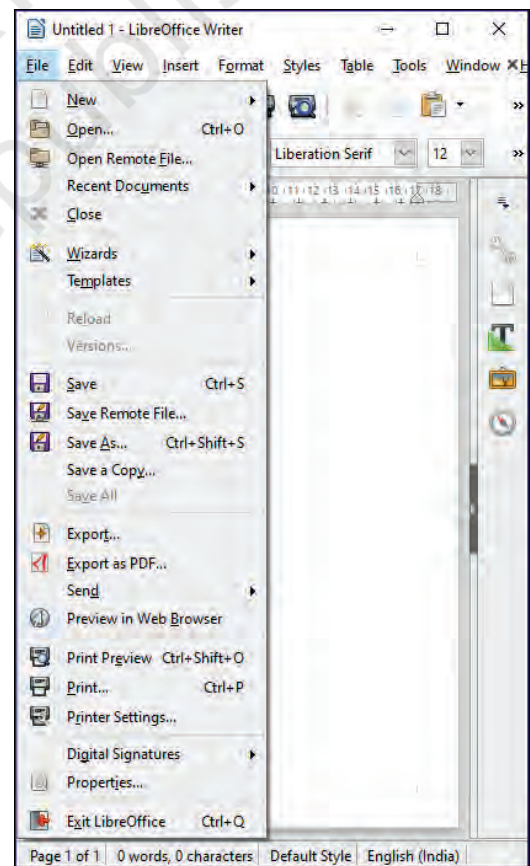 Untitled 1 - LibreOffice Writer
File Edit View Insert Format Styles Table Tools Window
New
Open... Ctrl+O
Open Remote File...
Liberation Serif 12
Recent Documents
Close
Wizards
Templates
Reload
Versions...
Save Ctrl+S
Save Remote File...
Save As... Ctrl+Shift+S
Save a Copy...
Save All
Export...
Export as PDF...
Send
Preview in Web Browser
Print Preview Ctrl+Shift+O
Print... Ctrl+P
Printer Settings...
Digital Signatures
Properties...
Exit LibreOffice Ctrl+Q
Page 1 of 1 0 words, 0 characters Default Style English (India)